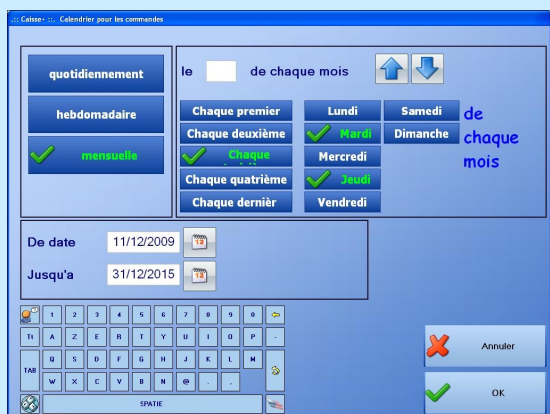 .:: Caisse+ ::. Calendrier pour les commandes
quotidiennement
hebdomadaire
mensuelle
le de chaque mois
Chaque premier Lundi Samedi
Chaque deuxième Mardi Dimanche
Chaque
Mercredi
Chaque quatrième Jeudi
Chaque dernièr Vendredi
de
chaque
mois
De date 11/12/2009
Jusqu'a 31/12/2015
1 2 3 4 5 6 7 8 9 0
Tt A Z E R T Y U I O P -
TAB Q S D F G H J K L M
W X C V B N @ . ,
SPATIE
Annuler
OK